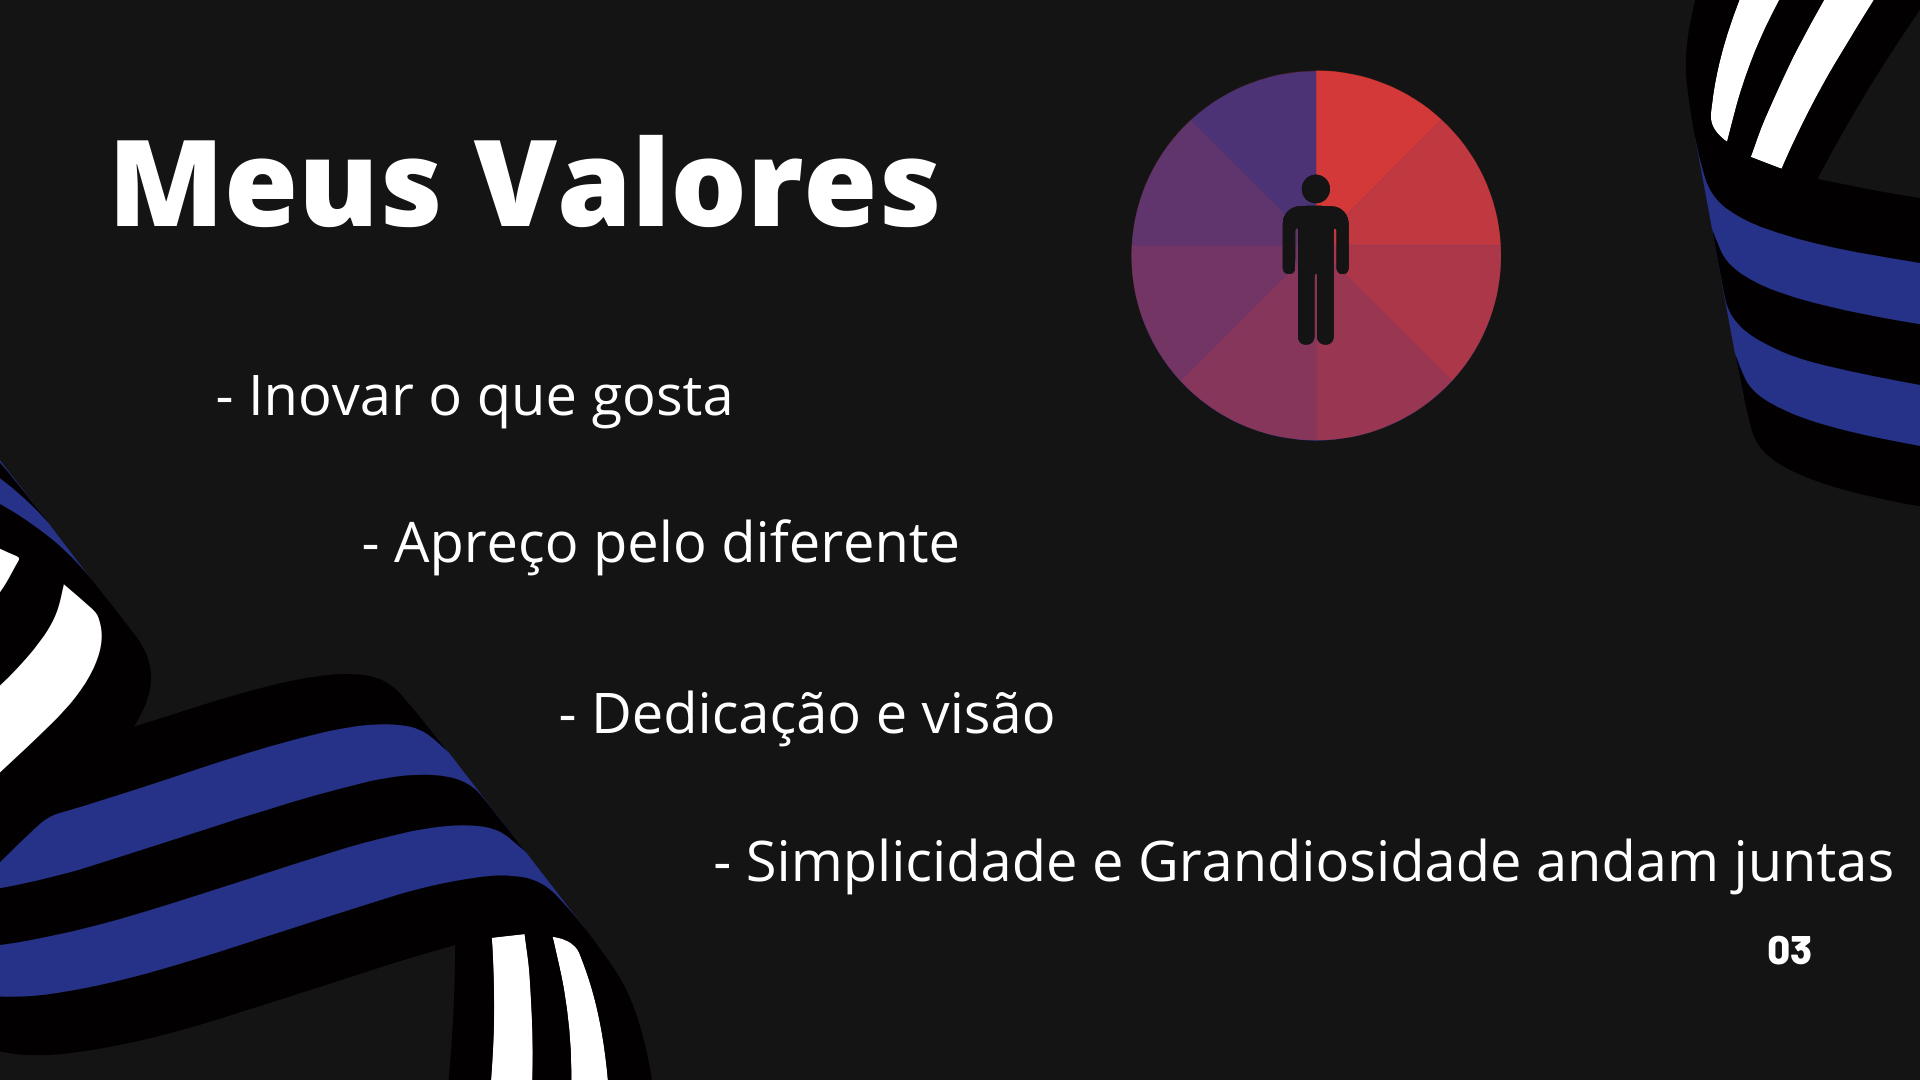 Meus Valores
- Inovar o que gosta
- Apreço pelo diferente
- Dedicação e visão
- Simplicidade e Grandiosidade andam juntas
03